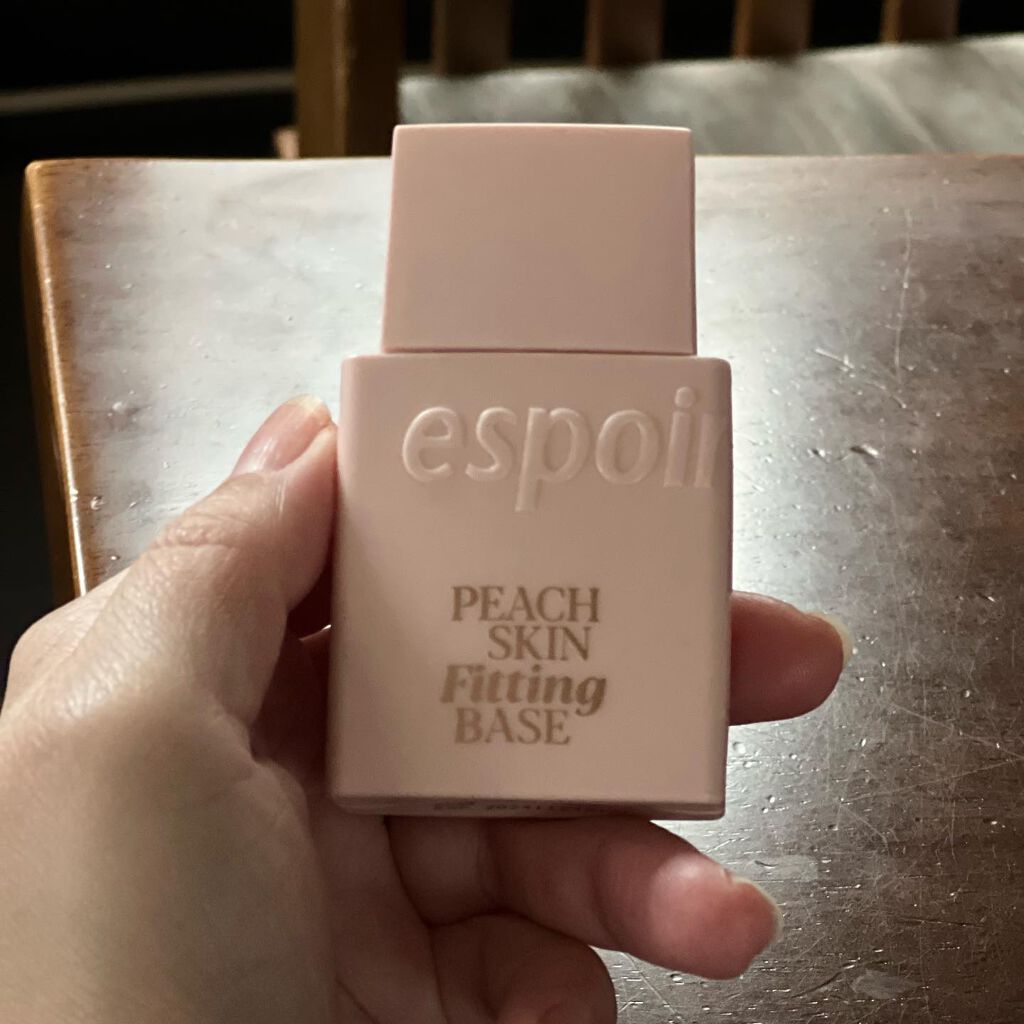 espoir
PEACH
SKIN
Fitting
BASE